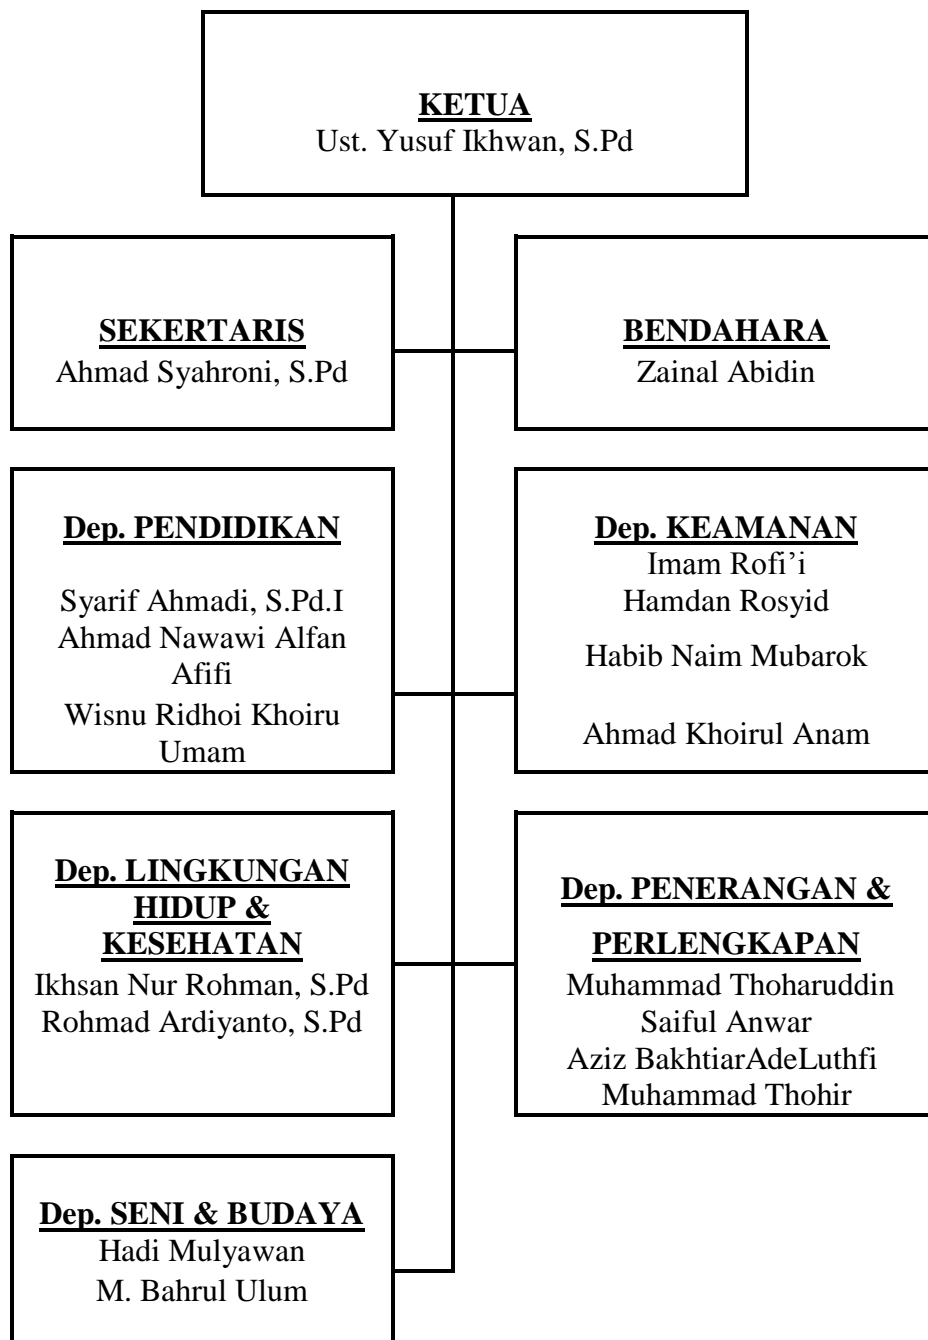 KETUA
Ust. Yusuf Ikhwan, S.Pd
SEKERTARIS
Ahmad Syahroni, S.Pd
BENDAHARA
Zainal Abidin
Dep. PENDIDIKAN
Syarif Ahmadi, S.Pd.I
Ahmad Nawawi Alfan
Afifi
Wisnu Ridhoi Khoiru
Umam
Dep. KEAMANAN
Imam Rofi’i
Hamdan Rosyid
Habib Naim Mubarok
Ahmad Khoirul Anam
Dep. LINGKUNGAN
HIDUP &
KESEHATAN
Ikhsan Nur Rohman, S.Pd
Rohmad Ardiyanto, S.Pd
Dep. PENERANGAN &
PERLENGKAPAN
Muhammad Thoharuddin
Saiful Anwar
Aziz BakhtiarAdeLuthfi
Muhammad Thohir
Dep. SENI & BUDAYA
Hadi Mulyawan
M. Bahrul Ulum